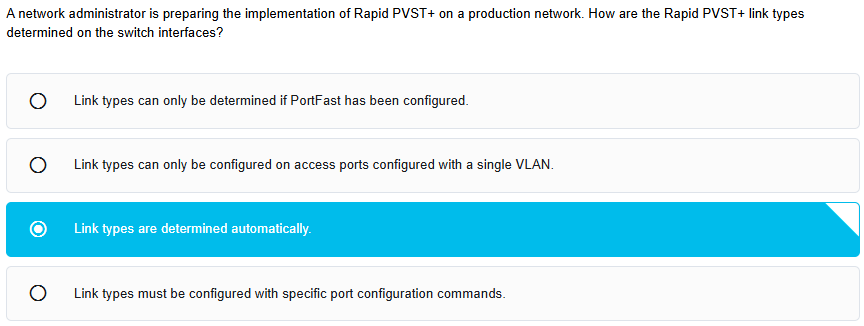 A network administrator is preparing the implementation of Rapid PVST+ on a production network. How are the Rapid PVST+ link types
determined on the switch interfaces?
Link types can only be determined if PortFast has been configured.
Link types can only be configured on access ports configured with a single VLAN.
Link types are determined automatically.
Link types must be configured with specific port configuration commands.